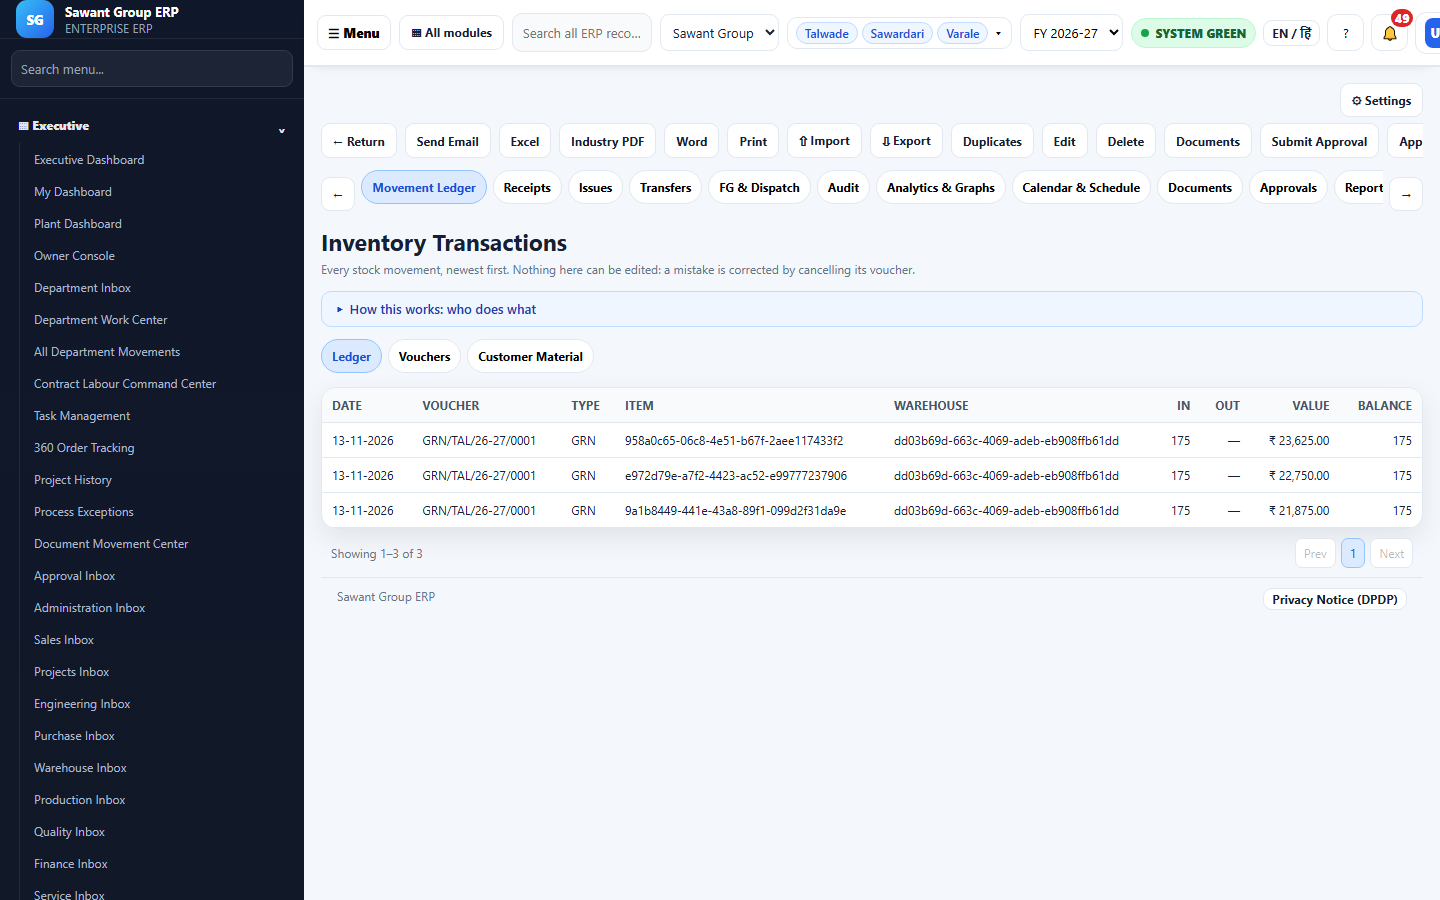 SG
Sawant Group ERP
ENTERPRISE ERP
Search menu...
Executive
Executive Dashboard
My Dashboard
Plant Dashboard
Owner Console
Department Inbox
Department Work Center
All Department Movements
Contract Labour Command Center
Task Management
360 Order Tracking
Project History
Process Exceptions
Document Movement Center
Approval Inbox
Administration Inbox
Sales Inbox
Projects Inbox
Engineering Inbox
Purchase Inbox
Warehouse Inbox
Production Inbox
Quality Inbox
Finance Inbox
Service Inbox
☰ Menu
All modules
Search all ERP reco...
Sawant Group
Talwade Sawardari Varale
FY 2026-27
SYSTEM GREEN
EN / हिं
?
49
U
⚙ Settings
← Return Send Email Excel Industry PDF Word Print ⇧ Import ⇩ Export Duplicates Edit Delete Documents Submit Approval App
← Movement Ledger Receipts Issues Transfers FG & Dispatch Audit Analytics & Graphs Calendar & Schedule Documents Approvals Report →
Inventory Transactions
Every stock movement, newest first. Nothing here can be edited: a mistake is corrected by cancelling its voucher.
▸ How this works: who does what
Ledger Vouchers Customer Material
DATE VOUCHER TYPE ITEM WAREHOUSE IN OUT VALUE BALANCE
13-11-2026 GRN/TAL/26-27/0001 GRN 958a0c65-06c8-4e51-b67f-2aee117433f2 dd03b69d-663c-4069-adeb-eb908ffb61dd 175 — ₹ 23,625.00 175
13-11-2026 GRN/TAL/26-27/0001 GRN e972d79e-a7f2-4423-ac52-e99777237906 dd03b69d-663c-4069-adeb-eb908ffb61dd 175 — ₹ 22,750.00 175
13-11-2026 GRN/TAL/26-27/0001 GRN 9a1b8449-441e-43a8-89f1-099d2f31da9e dd03b69d-663c-4069-adeb-eb908ffb61dd 175 — ₹ 21,875.00 175
Showing 1–3 of 3
Prev 1 Next
Sawant Group ERP
Privacy Notice (DPDP)